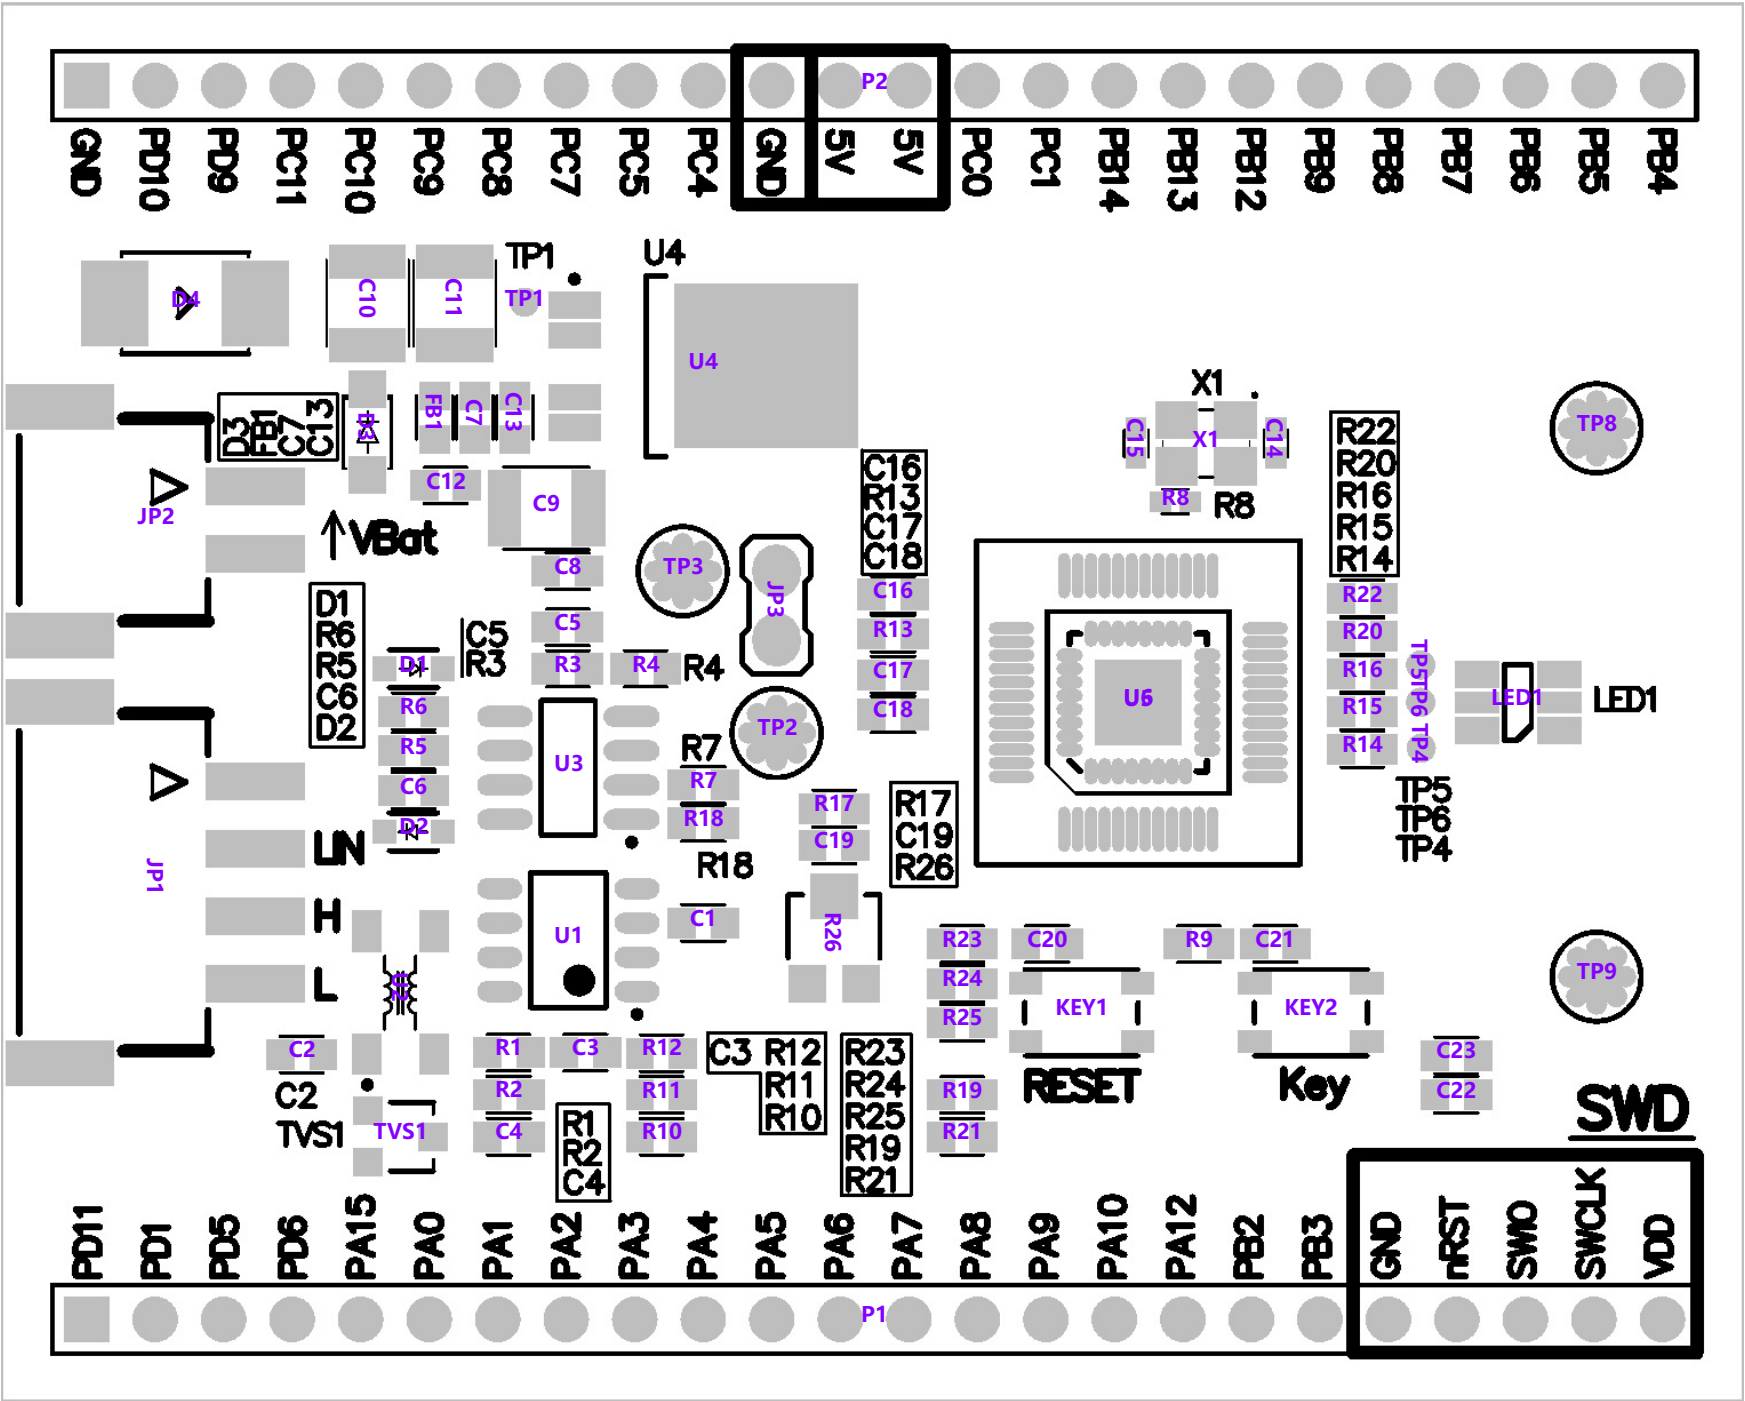 P2
GND PD10 PD9 PC11 PC10 PC9 PC8 PC7 PC5 PC4 GND 5V 5V PC0 PC1 PB14 PB13 PB12 PB9 PB8 PB7 PB6 PB5 PB4
TP1
U4
D4
C10
C11
TP1
U4
D3
FB1
C7
C13
D3
FB1
C7
C13
C12
C9
JP2
VBat
X1
C15
X1
C14
R8
R8
R22
R20
R16
R15
R14
TP8
C16
R13
C17
C18
TP3
JP3
C8
C5
R3
R4
R4
C5
R3
D1
R6
R5
C6
D2
D1
R6
R5
C6
D2
C16
R13
C17
C18
TP2
R7
R7
R18
R18
U3
R17
C19
R17
C19
R26
R26
R22
R20
R16
R15
R14
TP5
TP6
TP4
LED1
LED1
TP5
TP6
TP4
JP1
LIN
H
L
U1
C1
R23
R24
R25
C20
R9
C21
KEY1
KEY2
RESET
Key
TP9
C2
C2
TVS1
TVS1
R1
R2
C4
C3
R12
R11
R10
C3 R12
R11
R10
R1
R2
C4
R23
R24
R25
R19
R21
R19
R21
C23
C22
SWD
PD11 PD1 PD5 PD6 PA15 PA0 PA1 PA2 PA3 PA4 PA5 PA6 PA7 PA8 PA9 PA10 PA12 PB2 PB3 GND nRST SWIO SWCLK VDD
P1